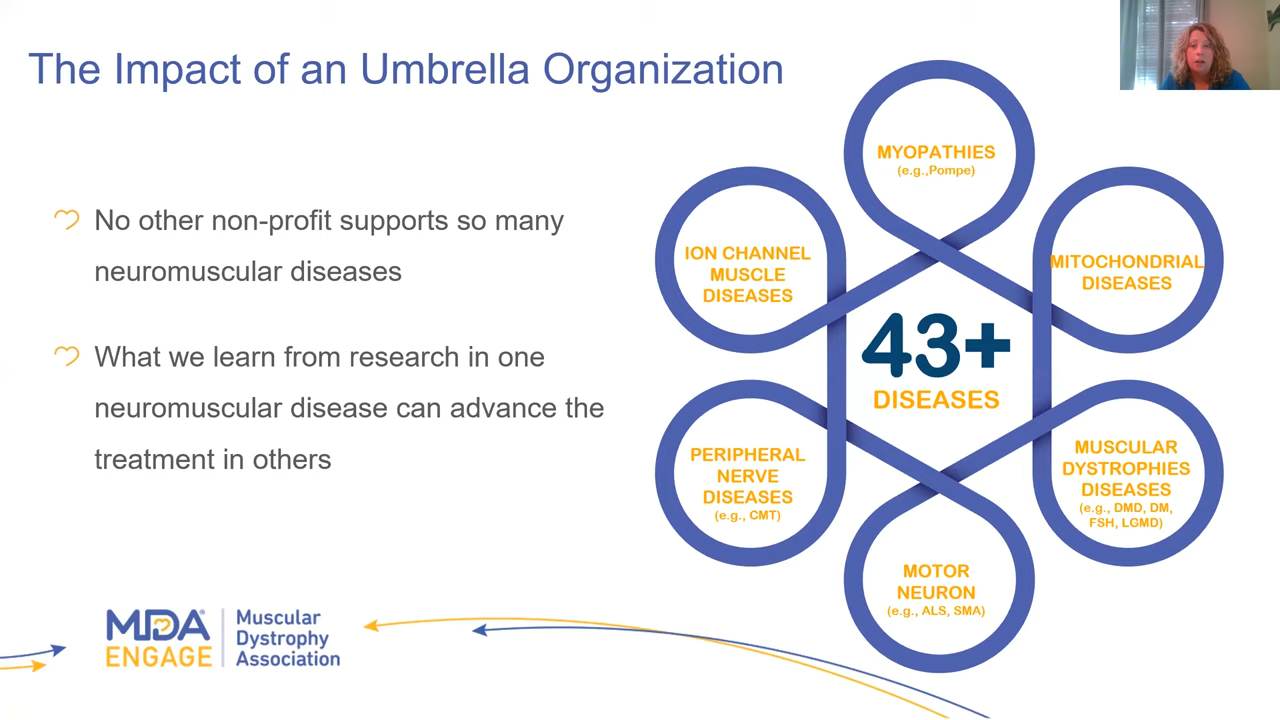 The Impact of an Umbrella Organization
No other non-profit supports so many
neuromuscular diseases
What we learn from research in one
neuromuscular disease can advance the
treatment in others
MYOPATHIES
(e.g.,Pompe)
ION CHANNEL
MUSCLE
DISEASES
MITOCHONDRIAL
DISEASES
43+
DISEASES
PERIPHERAL
NERVE
DISEASES
(e.g., CMT)
MUSCULAR
DYSTROPHIES
DISEASES
(e.g., DMD, DM,
FSH, LGMD)
MOTOR
NEURON
(e.g., ALS, SMA)
MDA®
ENGAGE
Muscular
Dystrophy
Association